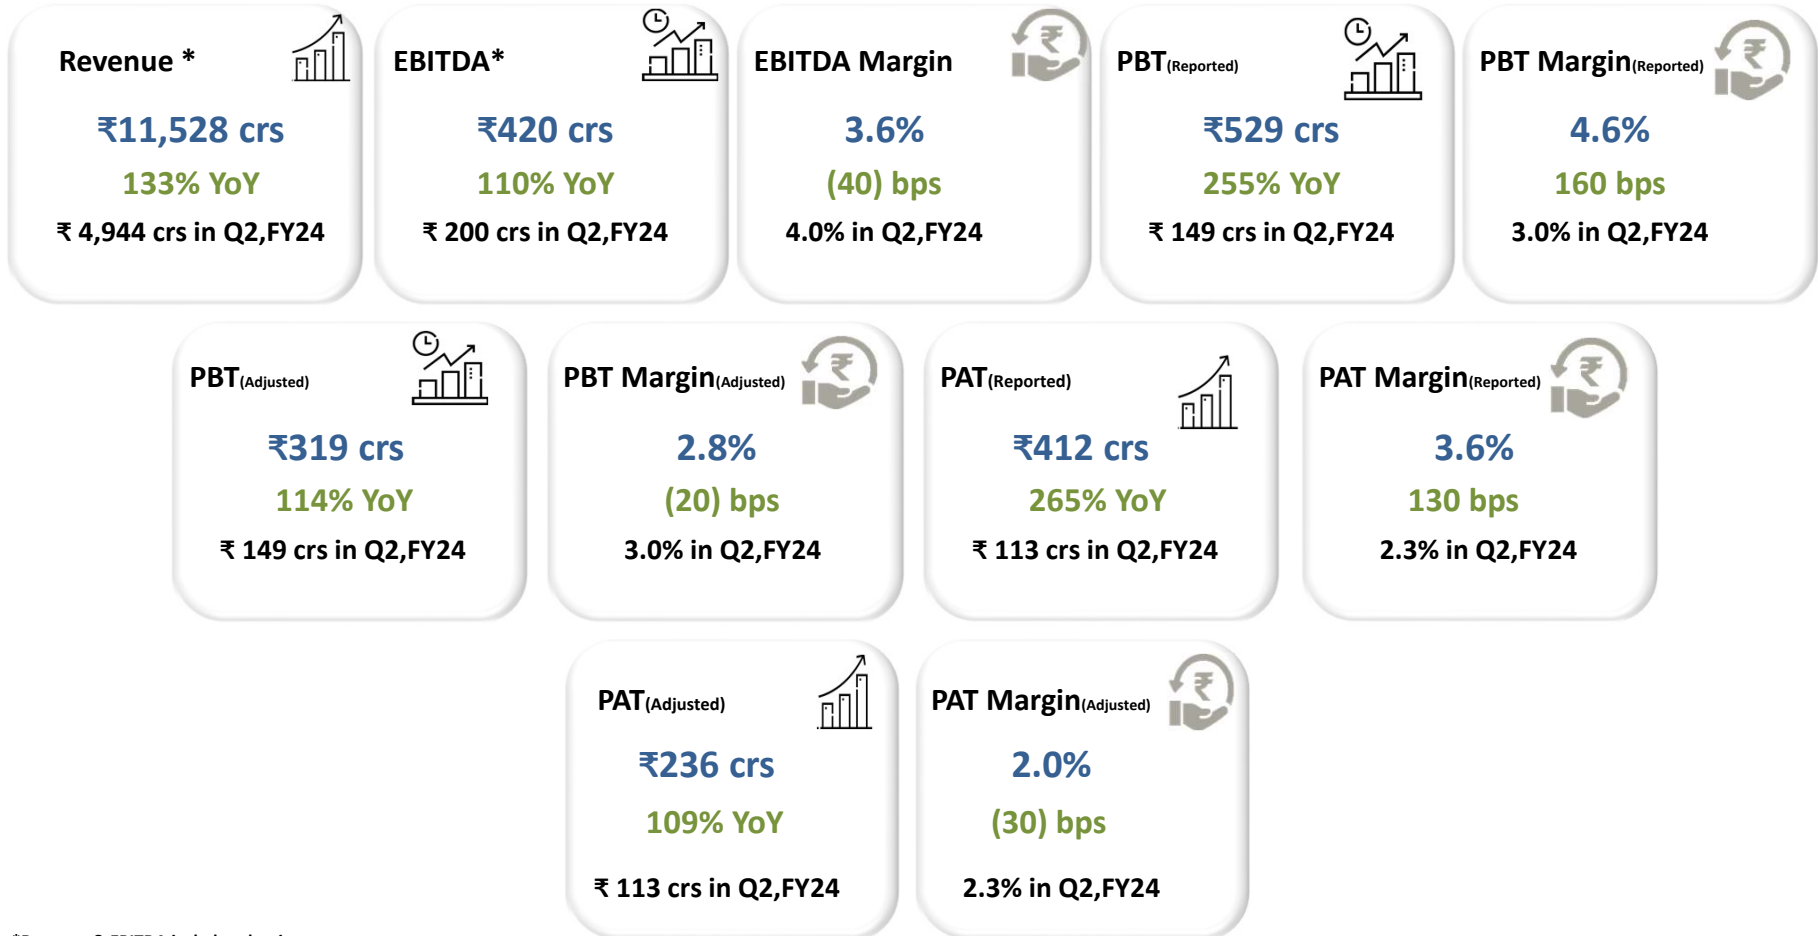 Revenue *
₹11,528 crs
133% YoY
₹ 4,944 crs in Q2,FY24
EBITDA*
₹420 crs
110% YoY
₹ 200 crs in Q2,FY24
EBITDA Margin
3.6%
(40) bps
4.0% in Q2,FY24
PBT(Reported)
₹529 crs
255% YoY
₹ 149 crs in Q2,FY24
PBT Margin(Reported)
4.6%
160 bps
3.0% in Q2,FY24
PBT(Adjusted)
₹319 crs
114% YoY
₹ 149 crs in Q2,FY24
PBT Margin(Adjusted)
2.8%
(20) bps
3.0% in Q2,FY24
PAT(Reported)
₹412 crs
265% YoY
₹ 113 crs in Q2,FY24
PAT Margin(Reported)
3.6%
130 bps
2.3% in Q2,FY24
PAT(Adjusted)
₹236 crs
109% YoY
₹ 113 crs in Q2,FY24
PAT Margin(Adjusted)
2.0%
(30) bps
2.3% in Q2,FY24